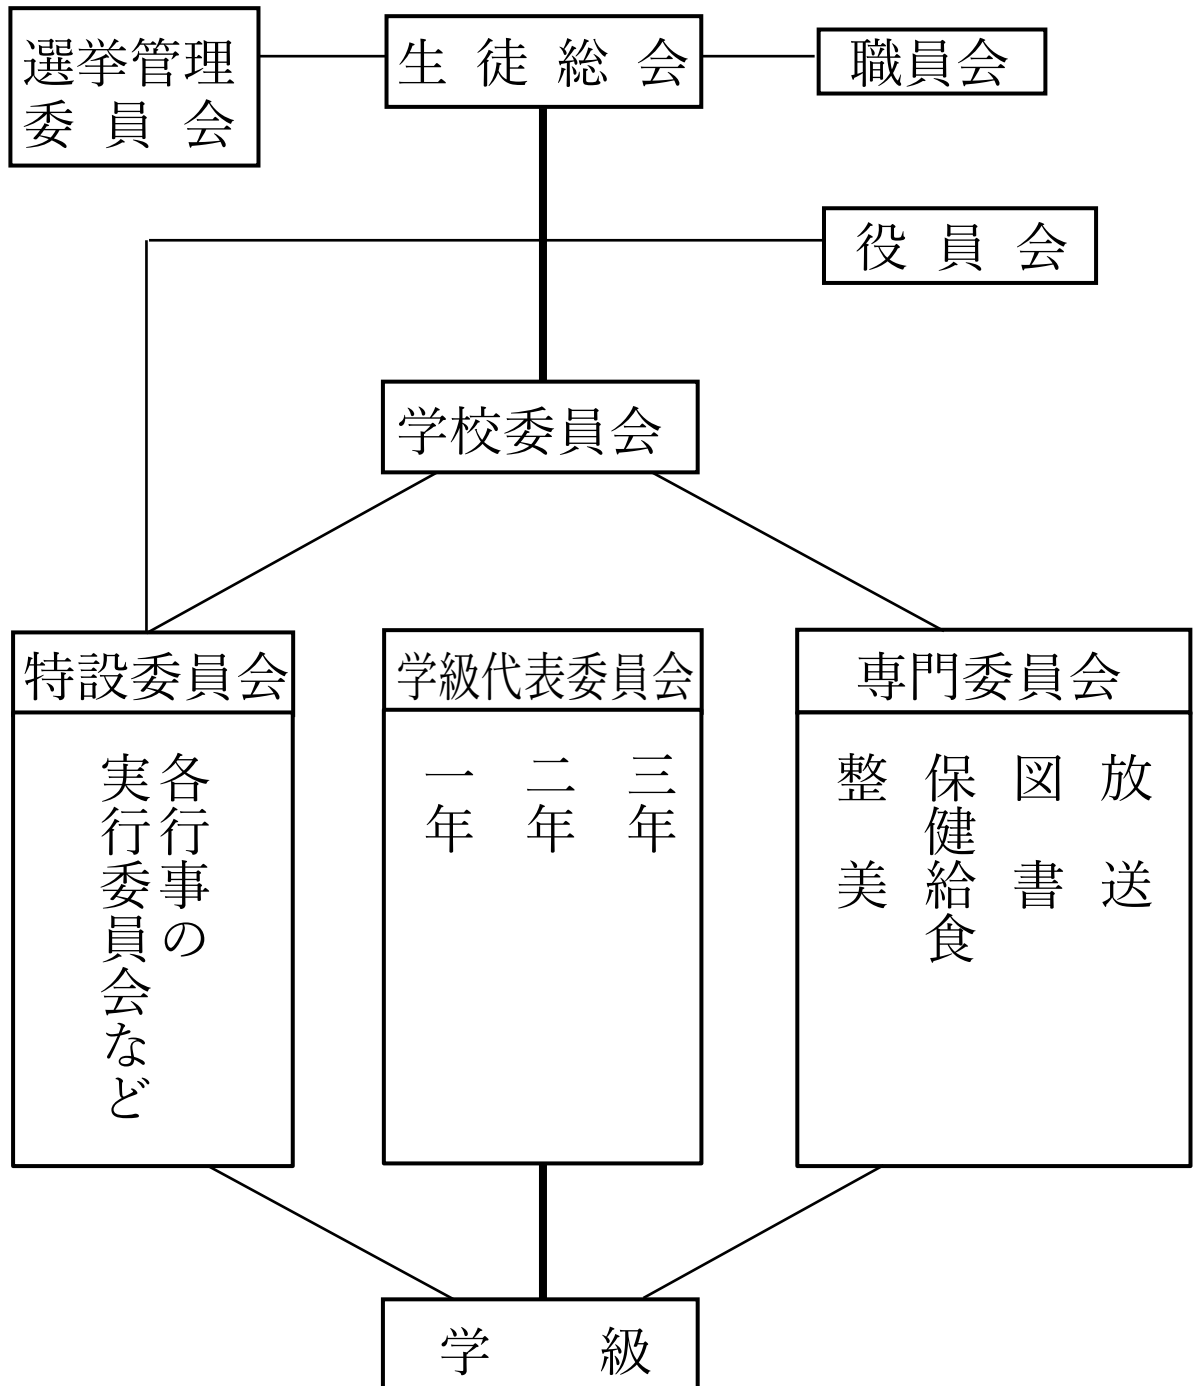 選挙管理
委員会
生徒総会
職員会
役員会
学校委員会
特設委員会
各行事の
実行委員会など
学級代表委員会
三年
二年
一年
専門委員会
放送
図書
保健給食
整美
学級